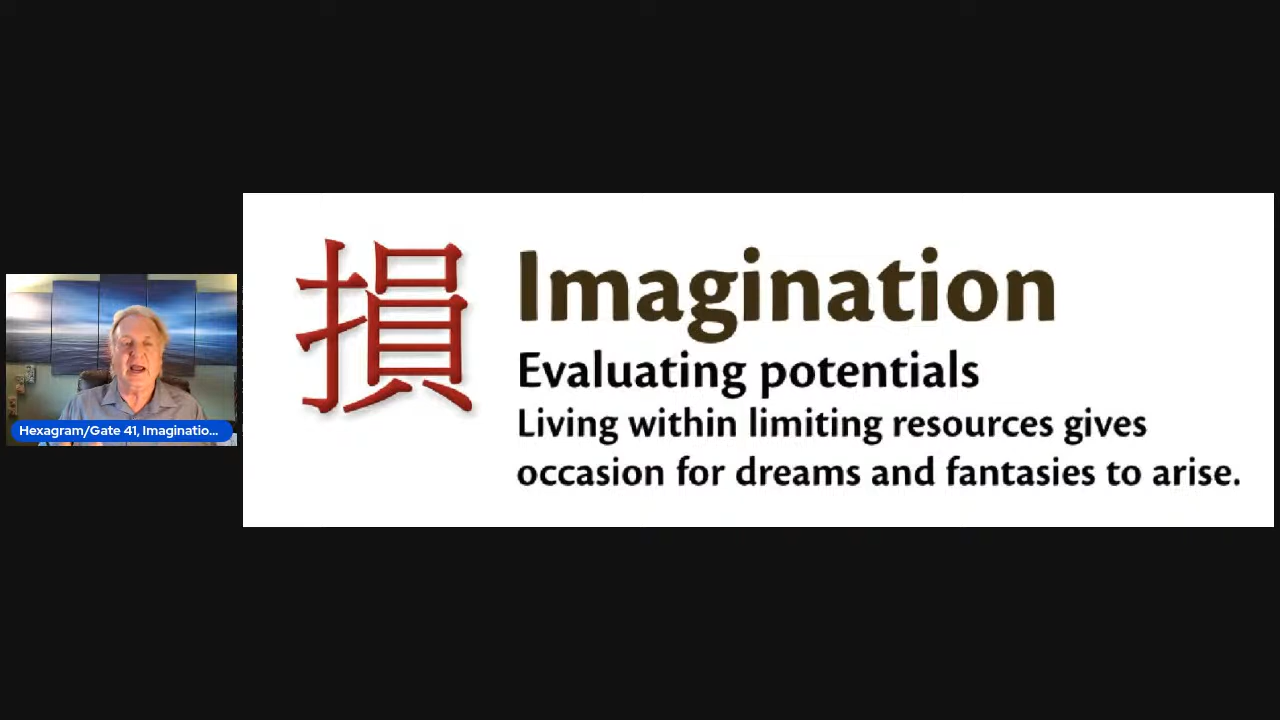 損
Imagination
Evaluating potentials
Living within limiting resources gives
occasion for dreams and fantasies to arise.
Hexagram/Gate 41, Imaginatio...